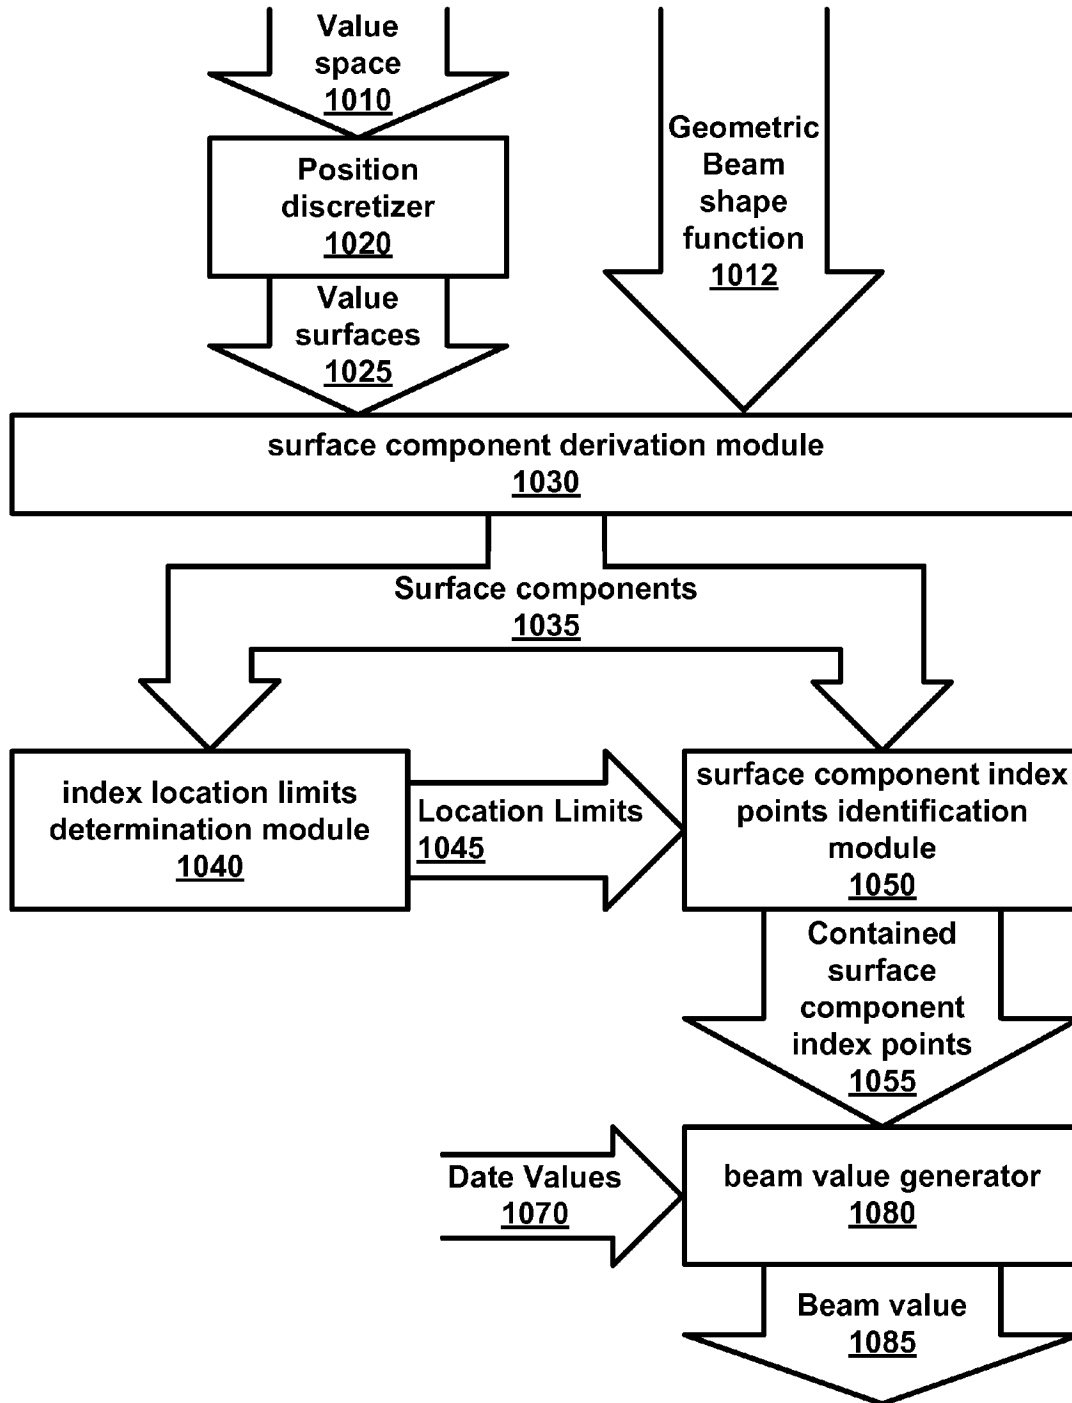 Value
space
1010
Geometric
Beam
shape
function
1012
Position
discretizer
1020
Value
surfaces
1025
surface component derivation module
1030
Surface components
1035
index location limits
determination module
1040
Location Limits
1045
surface component index
points identification
module
1050
Contained
surface
component
index points
1055
Date Values
1070
beam value generator
1080
Beam value
1085